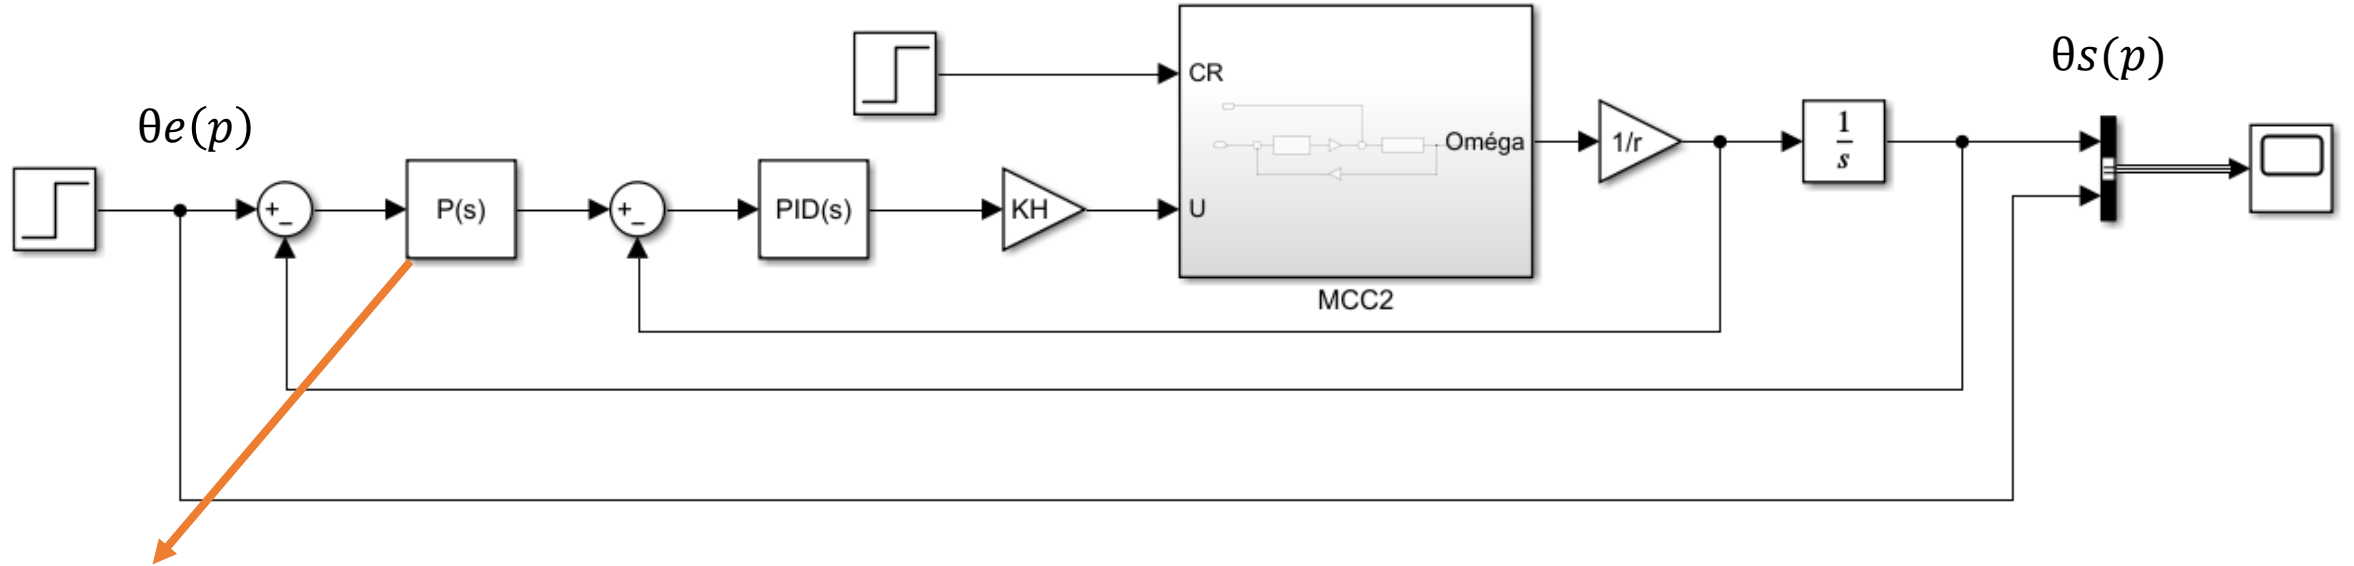 θs(p)
CR
θe(p)
Oméga
1/r
1/s
+
−
P(s)
+
−
PID(s)
KH
U
MCC2